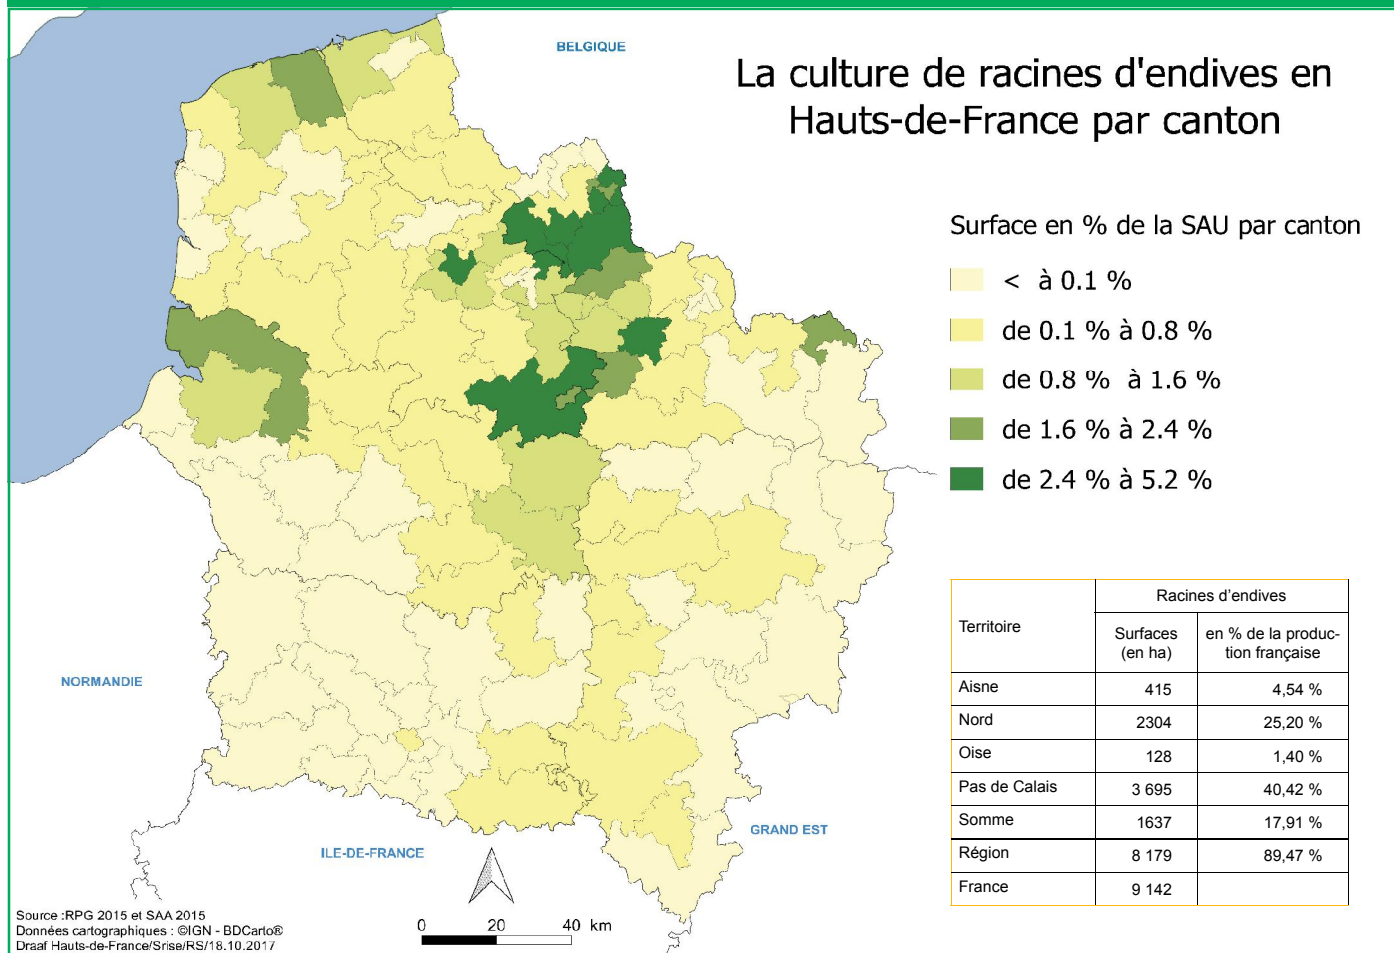 BELGIQUE
La culture de racines d'endives en
Hauts-de-France par canton
Surface en % de la SAU par canton
< à 0.1 %
de 0.1 % à 0.8 %
de 0.8 % à 1.6 %
de 1.6 % à 2.4 %
de 2.4 % à 5.2 %
Territoire
Racines d'endives
Surfaces
(en ha)
en % de la produc-
tion française
Aisne 415 4,54 %
Nord 2304 25,20 %
Oise 128 1,40 %
Pas de Calais 3 695 40,42 %
Somme 1637 17,91 %
Région 8 179 89,47 %
France 9 142
NORMANDIE
GRAND EST
ILE-DE-FRANCE
0 20 40 km
Source :RPG 2015 et SAA 2015
Données cartographiques : ©IGN - BDCarto®
Draaf Hauts-de-France/Srise/RS/18.10.2017